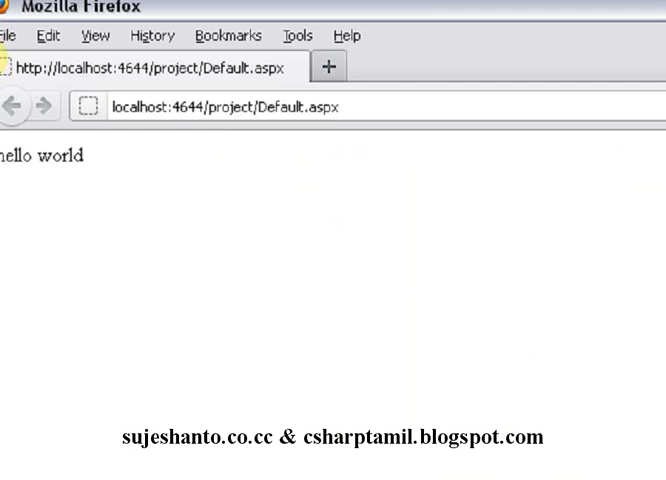 Mozilla Firefox
File Edit View History Bookmarks Tools Help
http://localhost:4644/project/Default.aspx +
localhost:4644/project/Default.aspx
hello world
sujeshanto.co.cc & csharptamil.blogspot.com